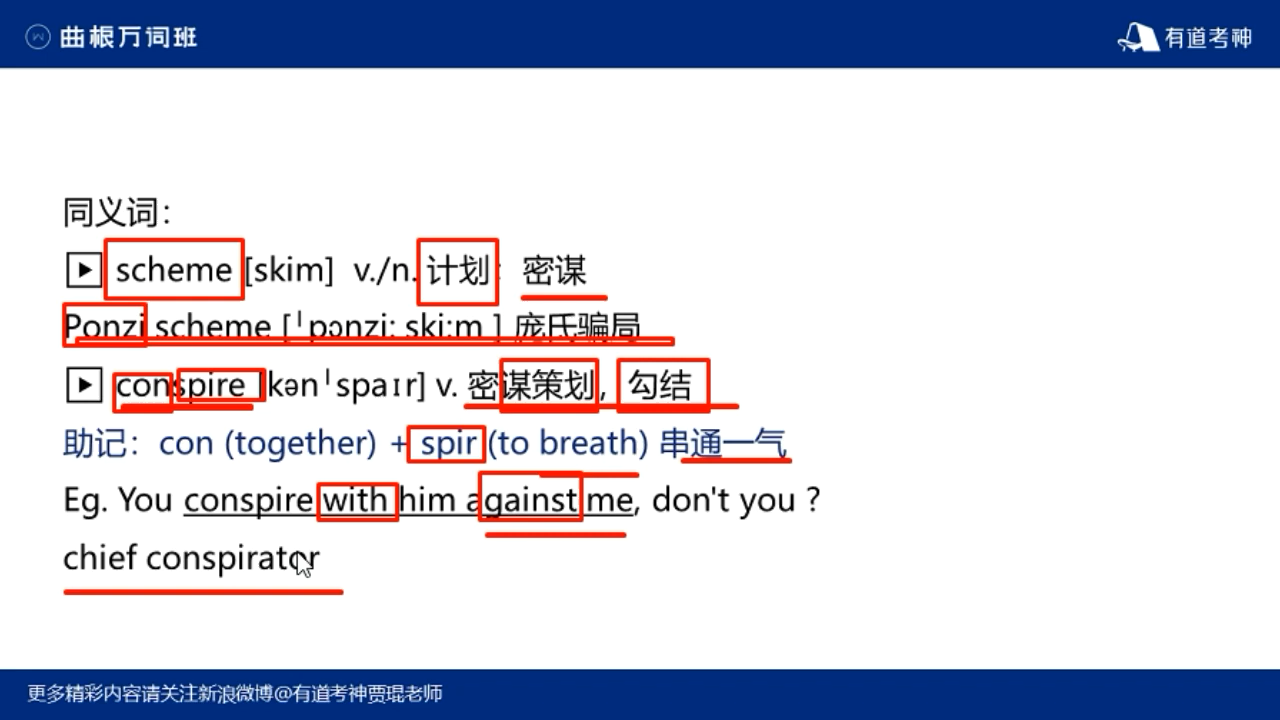 曲根万词班
有道考神
同义词：
scheme [skim] v./n. 计划；密谋
Ponzi scheme [ˈpɔnzi: ski:m ] 庞氏骗局
conspire [kənˈspaɪr] v. 密谋策划, 勾结
助记：con (together) + spir (to breath) 串通一气
Eg. You conspire with him against me, don't you ?
chief conspirator
更多精彩内容请关注新浪微博@有道考神贾琨老师